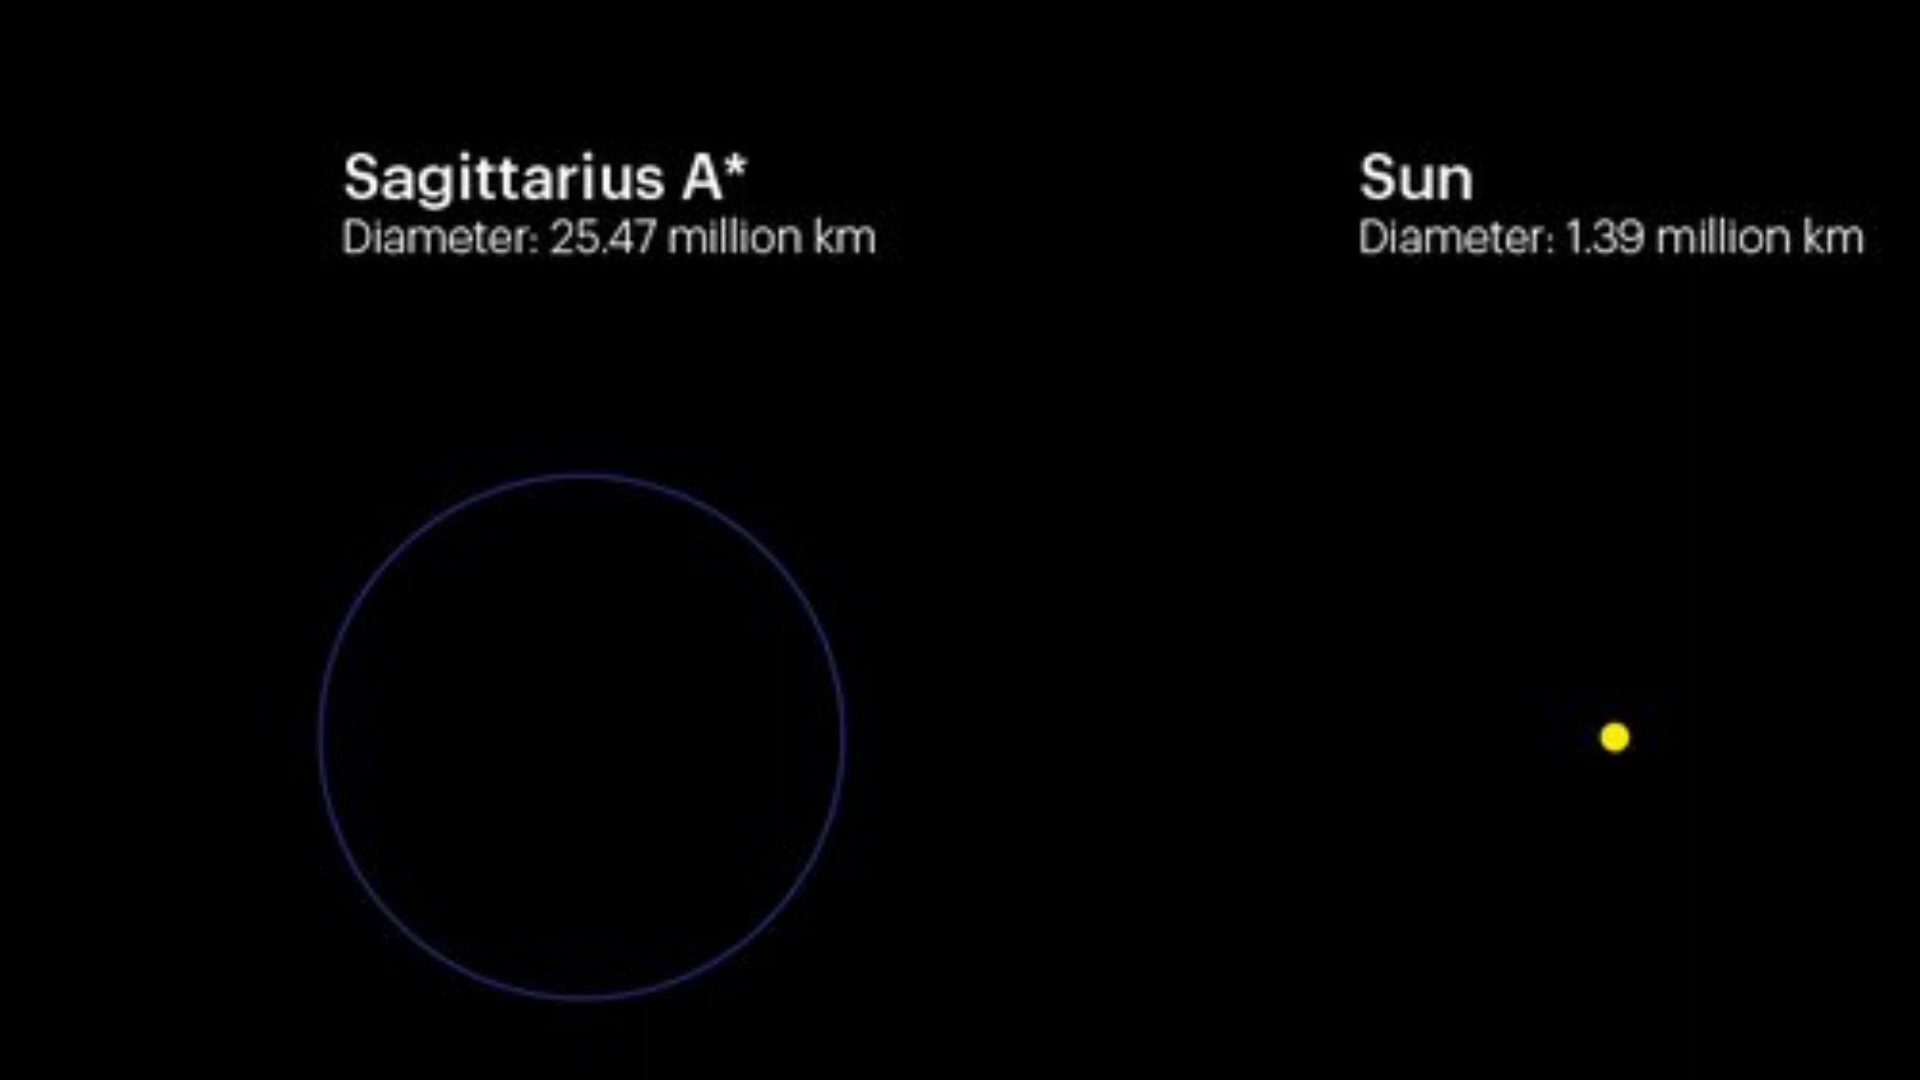 Sagittarius A*
Diameter: 25.47 million km
Sun
Diameter: 1.39 million km